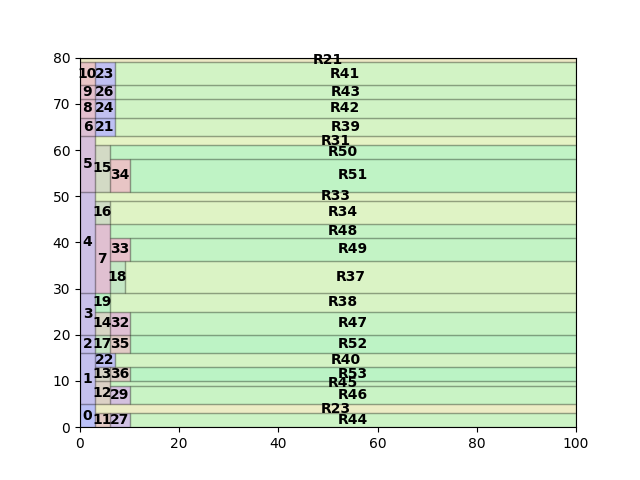 80
R21
10 23 R41
9 26 R43
70
8 24 R42
6 21 R39
R31
60
R50
5 15
34 R51
50
R33
16 R34
R48
40
4
33 R49
7
18 R37
30
19 R38
3
14 32 R47
20
2 17 35 R52
22 R40
13 36 R53
1
10
R45
12 29 R46
R23
0
11 27 R44
0
0 20 40 60 80 100